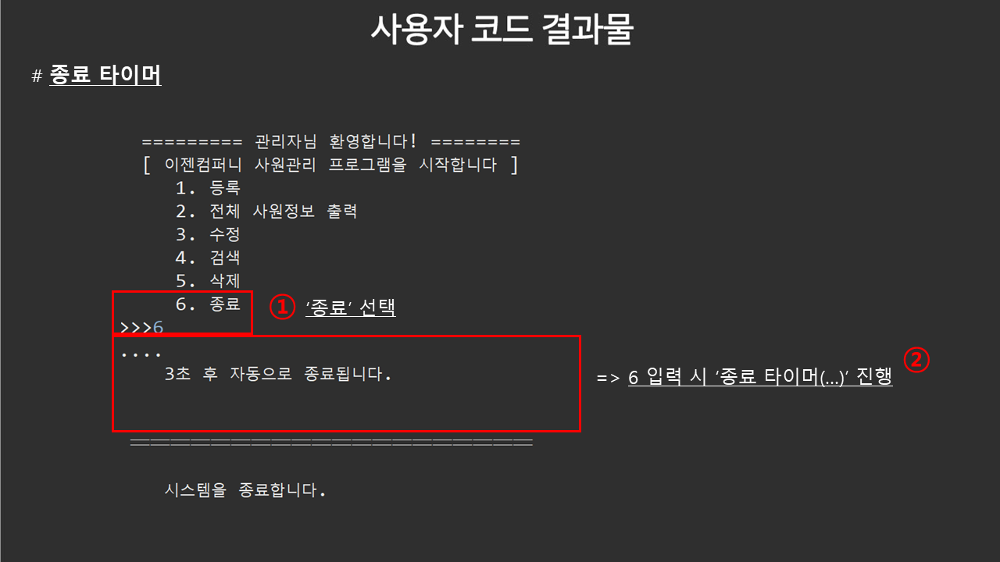 사용자 코드 결과물
# 종료 타이머
========= 관리자님 환영합니다! ========
[ 이젠컴퍼니 사원관리 프로그램을 시작합니다 ]
1. 등록
2. 전체 사원정보 출력
3. 수정
4. 검색
5. 삭제
6. 종료
① ‘종료’ 선택
>>>6
....
3초 후 자동으로 종료됩니다.
=> 6 입력 시 ‘종료 타이머(...)’ 진행 ②
════════════════════
시스템을 종료합니다.